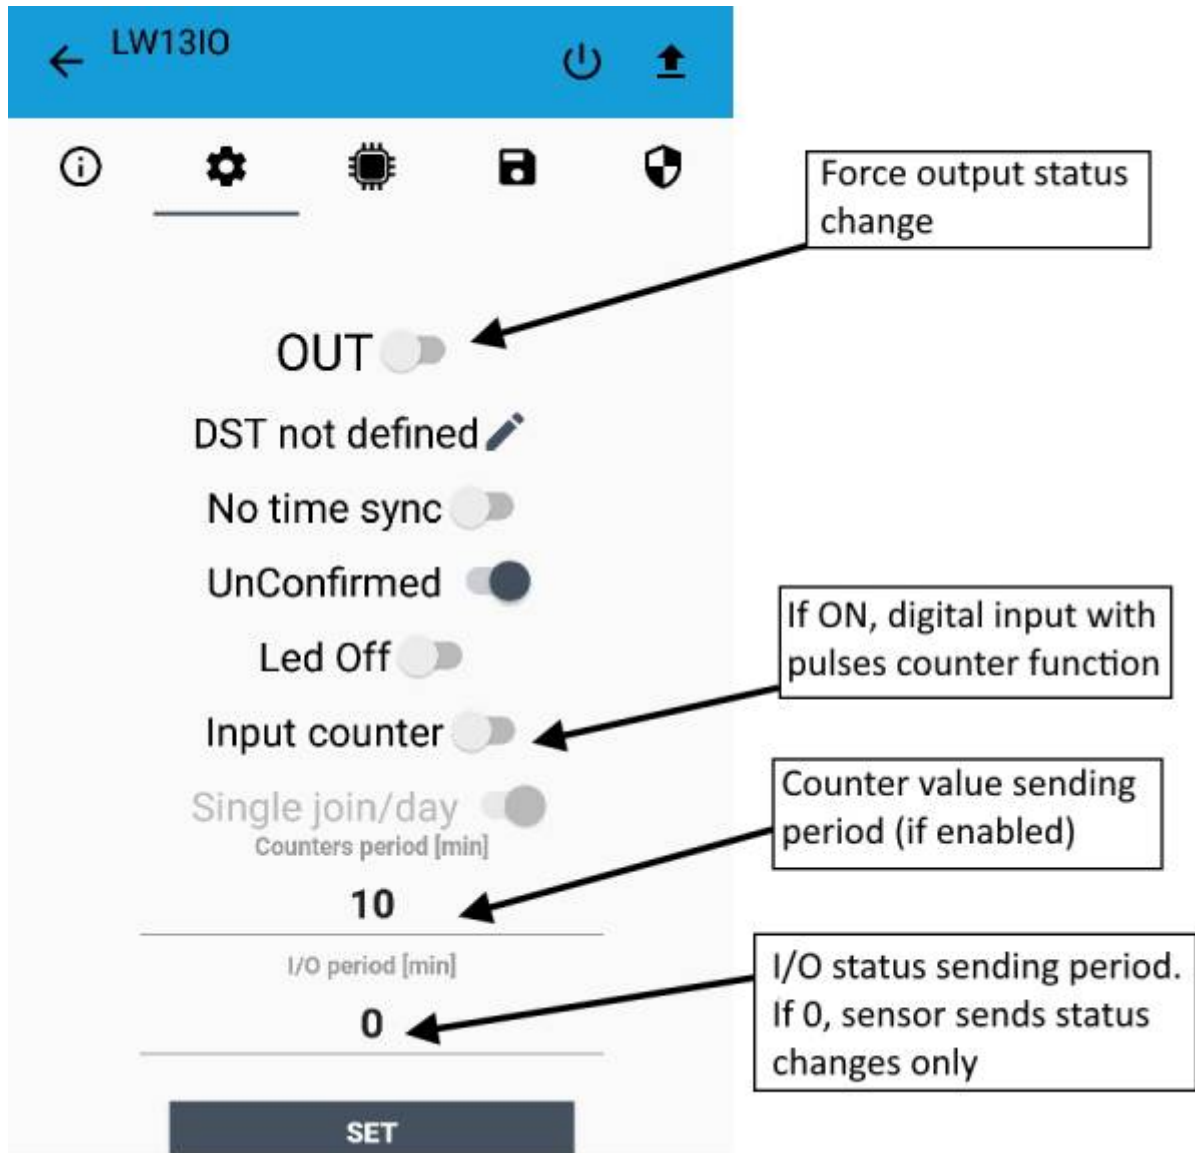 LW13IO
Force output status
change
OUT
DST not defined
No time sync
UnConfirmed
Led Off
If ON, digital input with
pulses counter function
Input counter
Single join/day
Counters period [min]
10
Counter value sending
period (if enabled)
I/O period [min]
0
I/O status sending period.
If 0, sensor sends status
changes only
SET